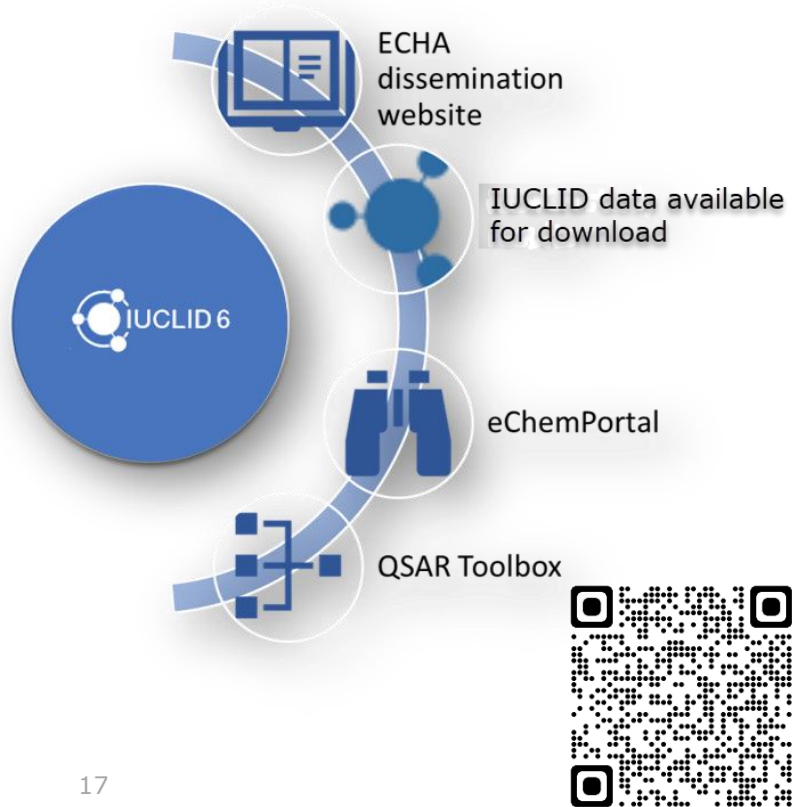 ECHA
dissemination
website
IUCLID data available
for download
IUCLID 6
eChemPortal
QSAR Toolbox
17